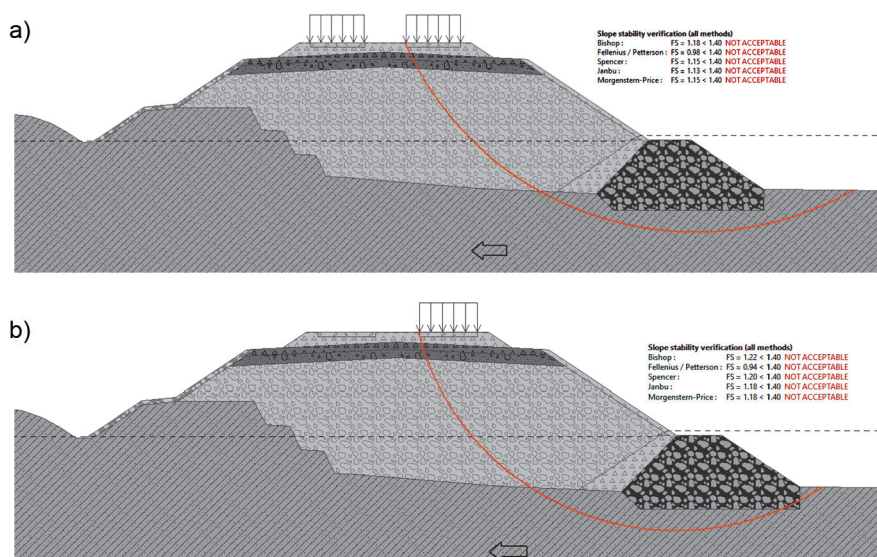 a)
Slope stability verification (all methods)
Bishop : FS = 1.18 < 1.40 NOT ACCEPTABLE
Fellenius / Petterson : FS = 0.98 < 1.40 NOT ACCEPTABLE
Spencer : FS = 1.15 < 1.40 NOT ACCEPTABLE
Janbu : FS = 1.13 < 1.40 NOT ACCEPTABLE
Morgenstern-Price : FS = 1.15 < 1.40 NOT ACCEPTABLE
b)
Slope stability verification (all methods)
Bishop : FS = 1.22 < 1.40 NOT ACCEPTABLE
Fellenius / Petterson : FS = 0.94 < 1.40 NOT ACCEPTABLE
Spencer : FS = 1.20 < 1.40 NOT ACCEPTABLE
Janbu : FS = 1.18 < 1.40 NOT ACCEPTABLE
Morgenstern-Price : FS = 1.18 < 1.40 NOT ACCEPTABLE